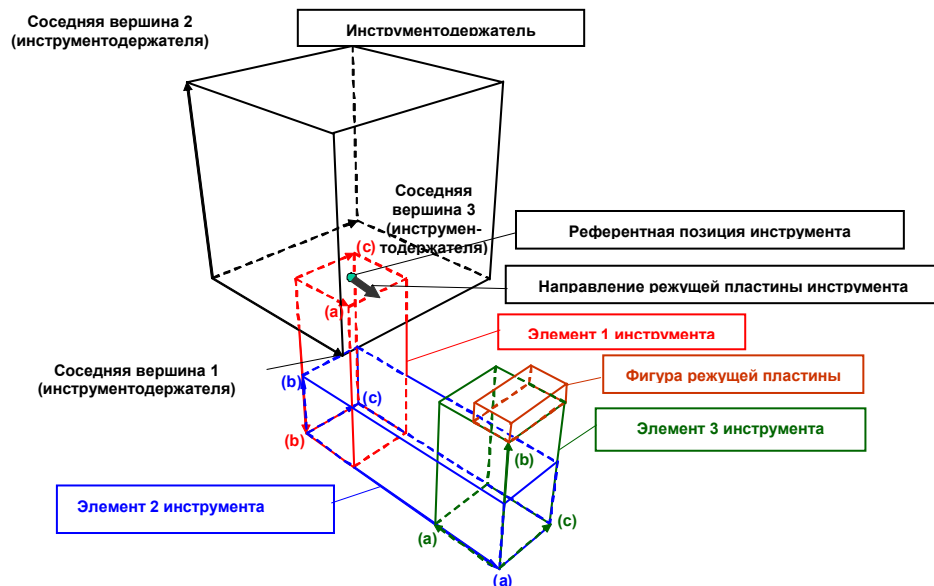 Соседняя вершина 2
(инструментодержателя)
Инструментодержатель
Соседняя
вершина 3
(инструмен-
тодержателя)
Референтная позиция инструмента
(c)
Направление режущей пластины инструмента
(a)
Элемент 1 инструмента
Соседняя вершина 1
(инструментодержателя)
(b)
Фигура режущей пластины
(c)
Элемент 3 инструмента
(b)
(b)
Элемент 2 инструмента
(c)
(a)
(a)